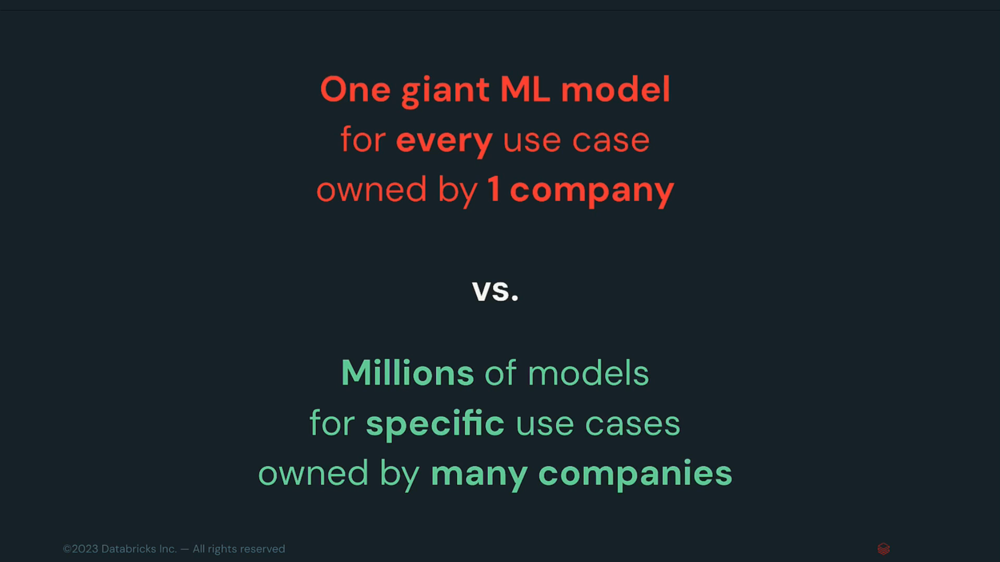 One giant ML model
for every use case
owned by 1 company
vs.
Millions of models
for specific use cases
owned by many companies
©2023 Databricks Inc. — All rights reserved